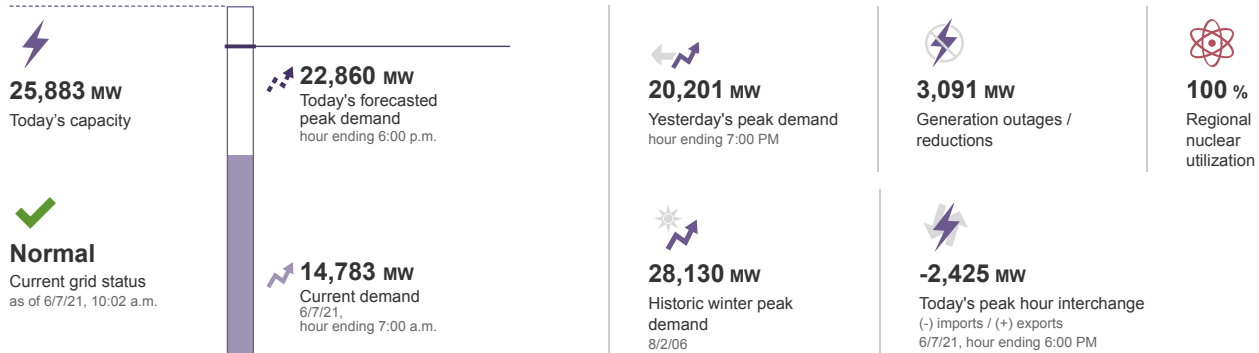 25,883 MW
Today's capacity
Normal
Current grid status
as of 6/7/21, 10:02 a.m.
22,860 MW
Today's forecasted
peak demand
hour ending 6:00 p.m.
14,783 MW
Current demand
6/7/21,
hour ending 7:00 a.m.
20,201 MW
Yesterday's peak demand
hour ending 7:00 PM
3,091 MW
Generation outages /
reductions
100 %
Regional
nuclear
utilization
28,130 MW
Historic winter peak
demand
8/2/06
-2,425 MW
Today's peak hour interchange
(-) imports / (+) exports
6/7/21, hour ending 6:00 PM